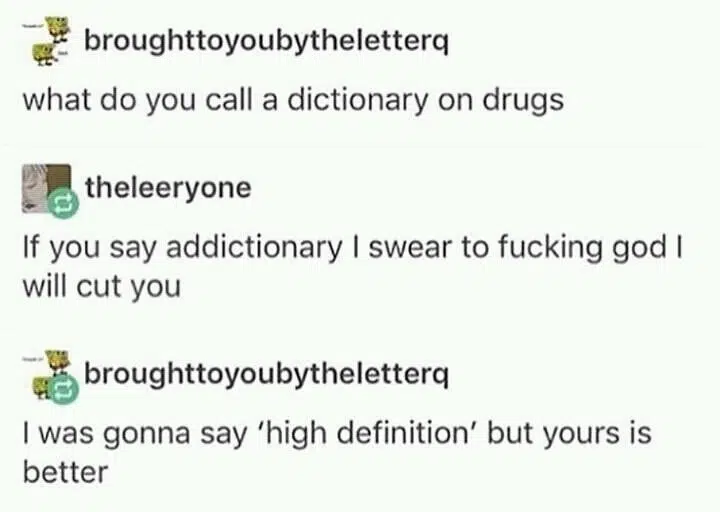 broughttoyoubytheletterq
what do you call a dictionary on drugs
theleeryone
If you say addictionary I swear to fucking god I
will cut you
broughttoyoubytheletterq
I was gonna say 'high definition' but yours is
better